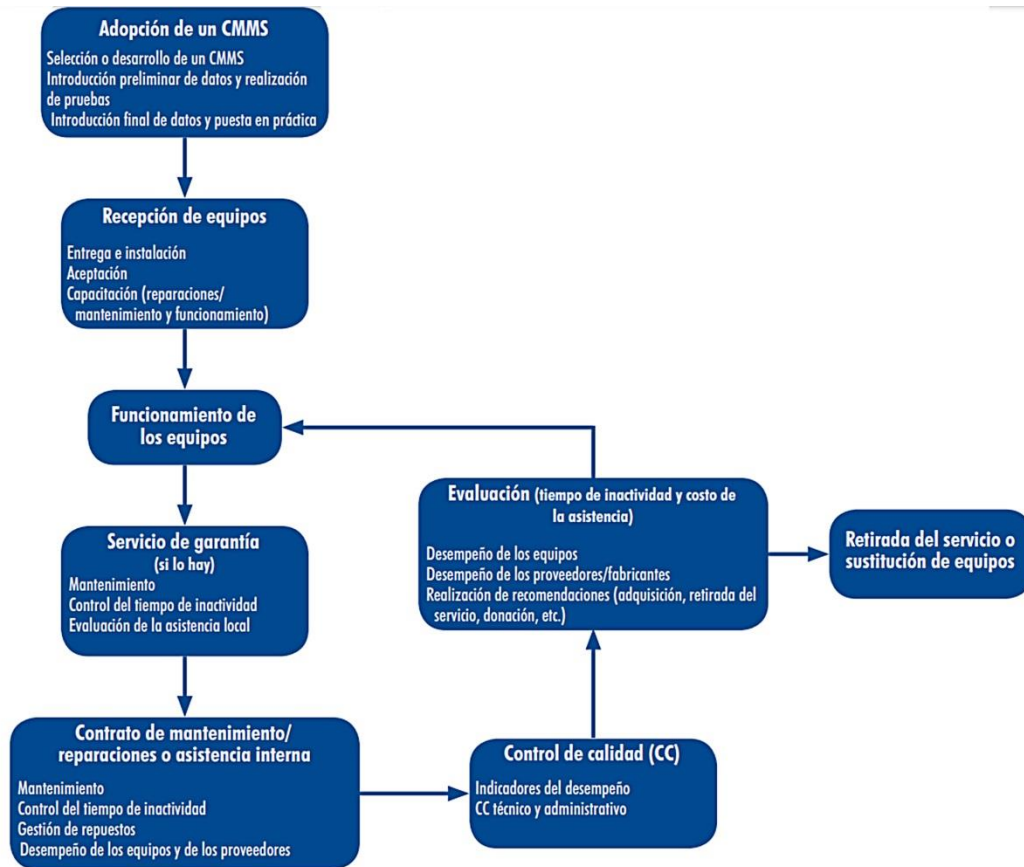 Adopción de un CMMS
Selección o desarrollo de un CMMS
Introducción preliminar de datos y realización
de pruebas
Introducción final de datos y puesta en práctica
Recepción de equipos
Entrega e instalación
Aceptación
Capacitación (reparaciones/
mantenimiento y funcionamiento)
Funcionamiento de
los equipos
Servicio de garantía
(si lo hay)
Mantenimiento
Control del tiempo de inactividad
Evaluación de la asistencia local
Contrato de mantenimiento/
reparaciones o asistencia interna
Mantenimiento
Control del tiempo de inactividad
Gestión de repuestos
Desempeño de los equipos y de los proveedores
Control de calidad (CC)
Indicadores del desempeño
CC técnico y administrativo
Evaluación (tiempo de inactividad y costo de
la asistencia)
Desempeño de los equipos
Desempeño de los proveedores/fabricantes
Realización de recomendaciones (adquisición, retirada del
servicio, donación, etc.)
Retirada del servicio o
sustitución de equipos